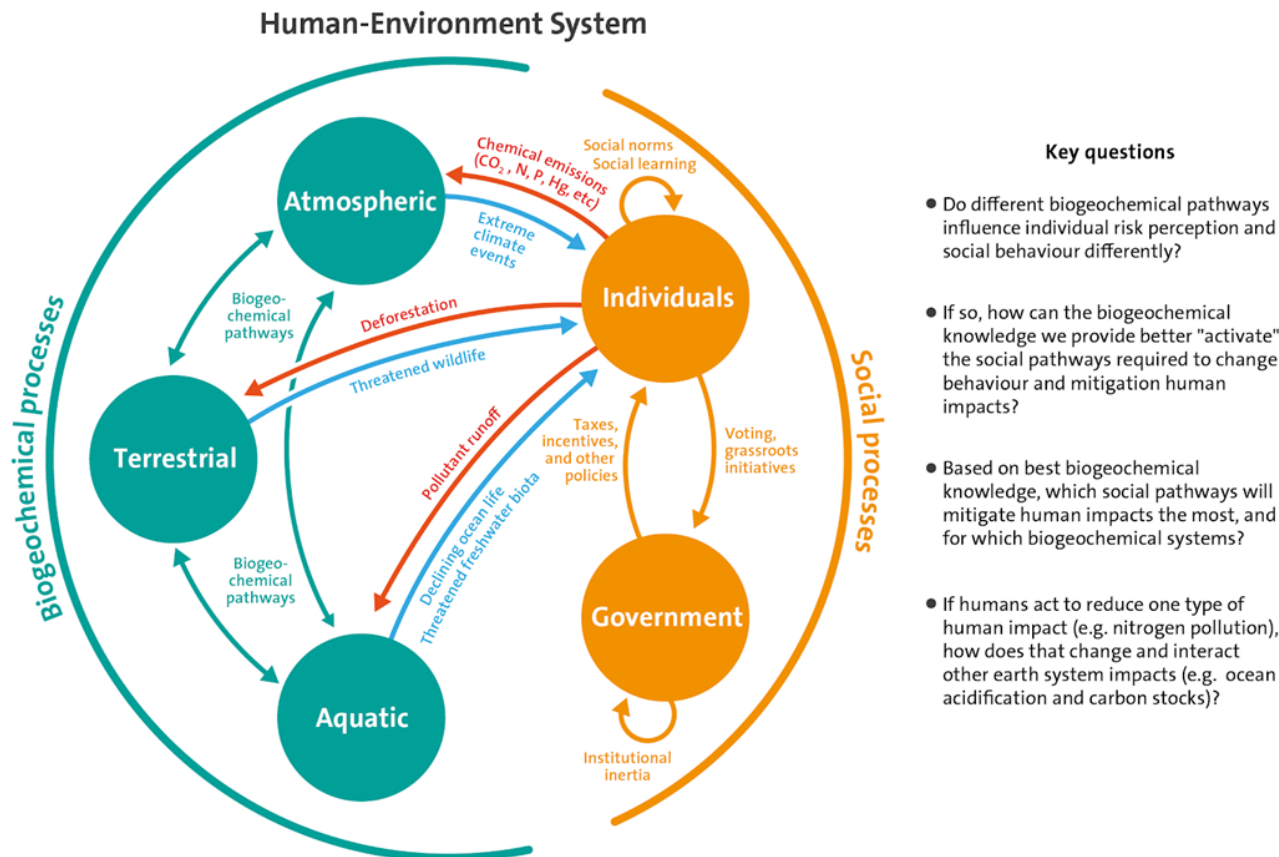 Human-Environment System
Biogeochemical processes
Atmospheric
Chemical emissions
(CO₂ , N, P, Hg, etc)
Extreme
climate
events
Social norms
Social learning
Individuals
Biogeo-
chemical
pathways
Deforestation
Threatened wildlife
Terrestrial
Pollutant runoff
Declining ocean life
Threatened freshwater biota
Taxes,
incentives,
and other
policies
Voting,
grassroots
initiatives
Social processes
Biogeo-
chemical
pathways
Government
Aquatic
Institutional
inertia
Key questions
● Do different biogeochemical pathways
influence individual risk perception and
social behaviour differently?
● If so, how can the biogeochemical
knowledge we provide better "activate"
the social pathways required to change
behaviour and mitigation human
impacts?
● Based on best biogeochemical
knowledge, which social pathways will
mitigate human impacts the most, and
for which biogeochemical systems?
● If humans act to reduce one type of
human impact (e.g. nitrogen pollution),
how does that change and interact
other earth system impacts (e.g. ocean
acidification and carbon stocks)?